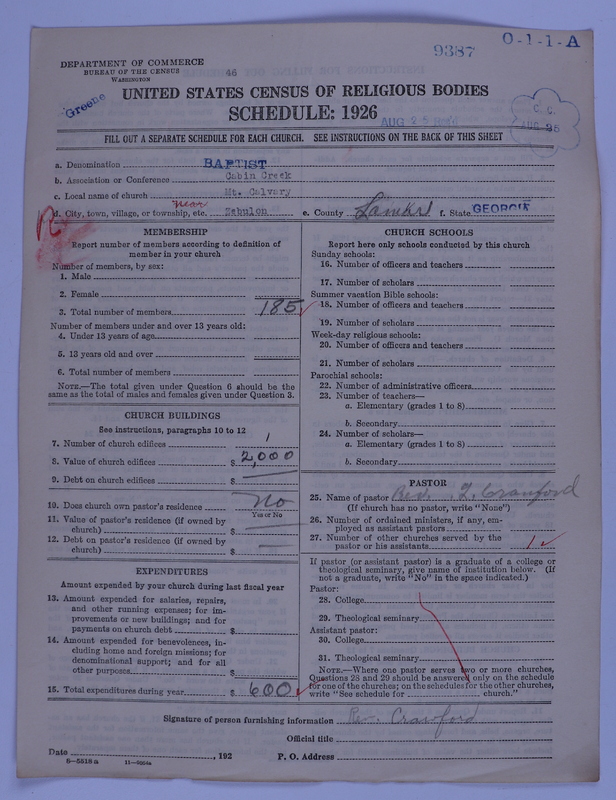 9387
O-1-1-A
DEPARTMENT OF COMMERCE
BUREAU OF THE CENSUS
WASHINGTON
46
Greene
UNITED STATES CENSUS OF RELIGIOUS BODIES
SCHEDULE: 1926
AUG 25
C. C.
FILL OUT A SEPARATE SCHEDULE FOR EACH CHURCH. SEE INSTRUCTIONS ON THE BACK OF THIS SHEET
a. Denomination BAPTIST
b. Association or Conference Cabin Creek
c. Local name of church Mt. Calvary
near
d. City, town, village, or township, etc. Zebulon e. County Lamar f. State GEORGIA
MEMBERSHIP
Report number of members according to definition of
member in your church
Number of members, by sex:
1. Male
2. Female
3. Total number of members 185
Number of members under and over 13 years old:
4. Under 13 years of age
5. 13 years old and over
6. Total number of members
NOTE.—The total given under Question 6 should be the
same as the total of males and females given under Question 3.
CHURCH BUILDINGS
See instructions, paragraphs 10 to 12
7. Number of church edifices 1
8. Value of church edifices $ 2,000
9. Debt on church edifices $
10. Does church own pastor's residence No
Yes or No
11. Value of pastor's residence (if owned by
church) $
12. Debt on pastor's residence (if owned by
church) $
EXPENDITURES
Amount expended by your church during last fiscal year
13. Amount expended for salaries, repairs,
and other running expenses; for im-
provements or new buildings; and for
payments on church debt $
14. Amount expended for benevolences, in-
cluding home and foreign missions; for
denominational support; and for all
other purposes $
15. Total expenditures during year $ 600
CHURCH SCHOOLS
Report here only schools conducted by this church
Sunday schools:
16. Number of officers and teachers
17. Number of scholars
Summer vacation Bible schools:
18. Number of officers and teachers
19. Number of scholars
Week-day religious schools:
20. Number of officers and teachers
21. Number of scholars
Parochial schools:
22. Number of administrative officers
23. Number of teachers—
a. Elementary (grades 1 to 8)
b. Secondary
24. Number of scholars—
a. Elementary (grades 1 to 8)
b. Secondary
PASTOR
25. Name of pastor Rev. Crawford
(If church has no pastor, write "None")
26. Number of ordained ministers, if any, em-
ployed as assistant pastors
27. Number of other churches served by the
pastor or his assistants 1
If pastor (or assistant pastor) is a graduate of a college or
theological seminary, give name of institution below. (If
not a graduate, write "No" in the space indicated.)
Pastor:
28. College
29. Theological seminary
Assistant pastor:
30. College
31. Theological seminary
NOTE.—Where one pastor serves two or more churches,
Questions 28 and 29 should be answered only on the schedule
for one of the churches; on the schedules for the other churches,
write "See schedule for church."
Signature of person furnishing information Rev. Crawford
Official title
Date , 192 P. O. Address
8—5518a